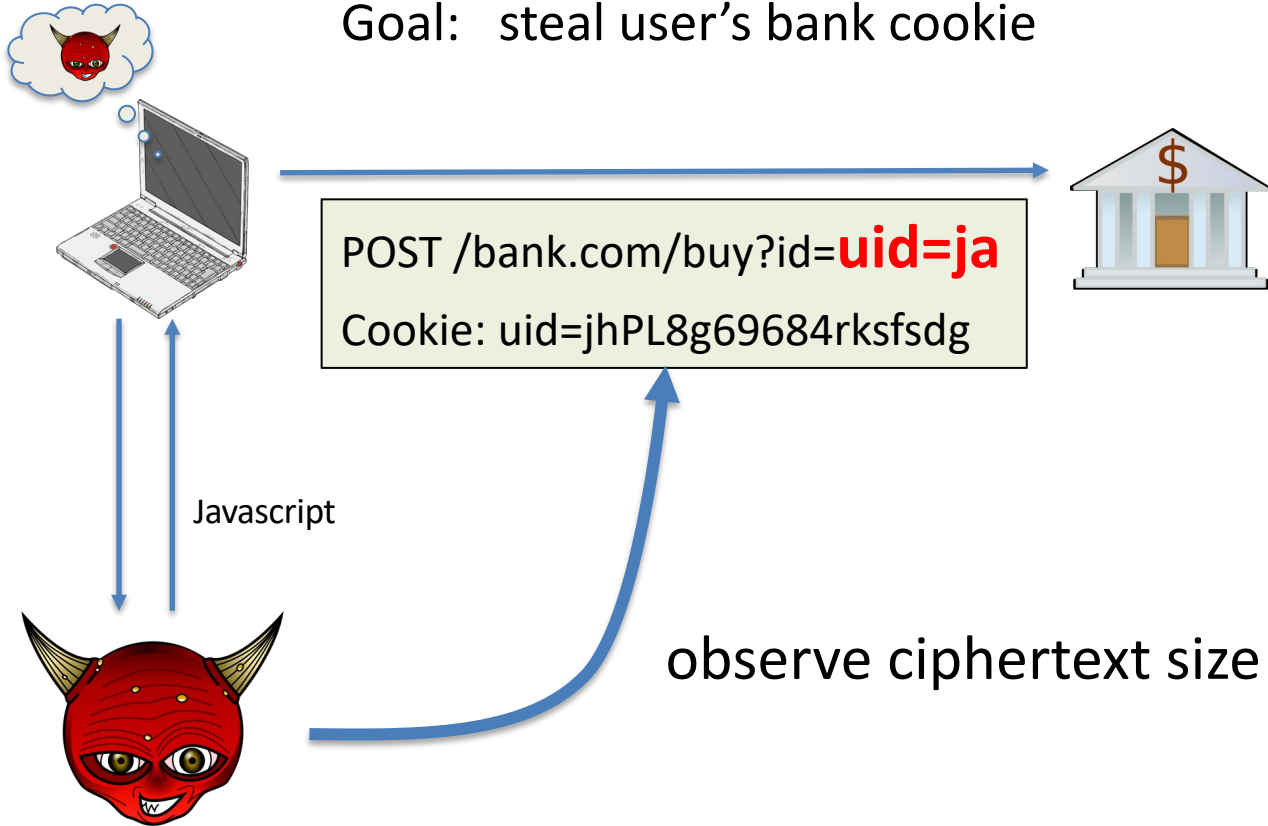 Goal: steal user’s bank cookie
$
POST /bank.com/buy?id=uid=ja
Cookie: uid=jhPL8g69684rksfsdg
Javascript
observe ciphertext size